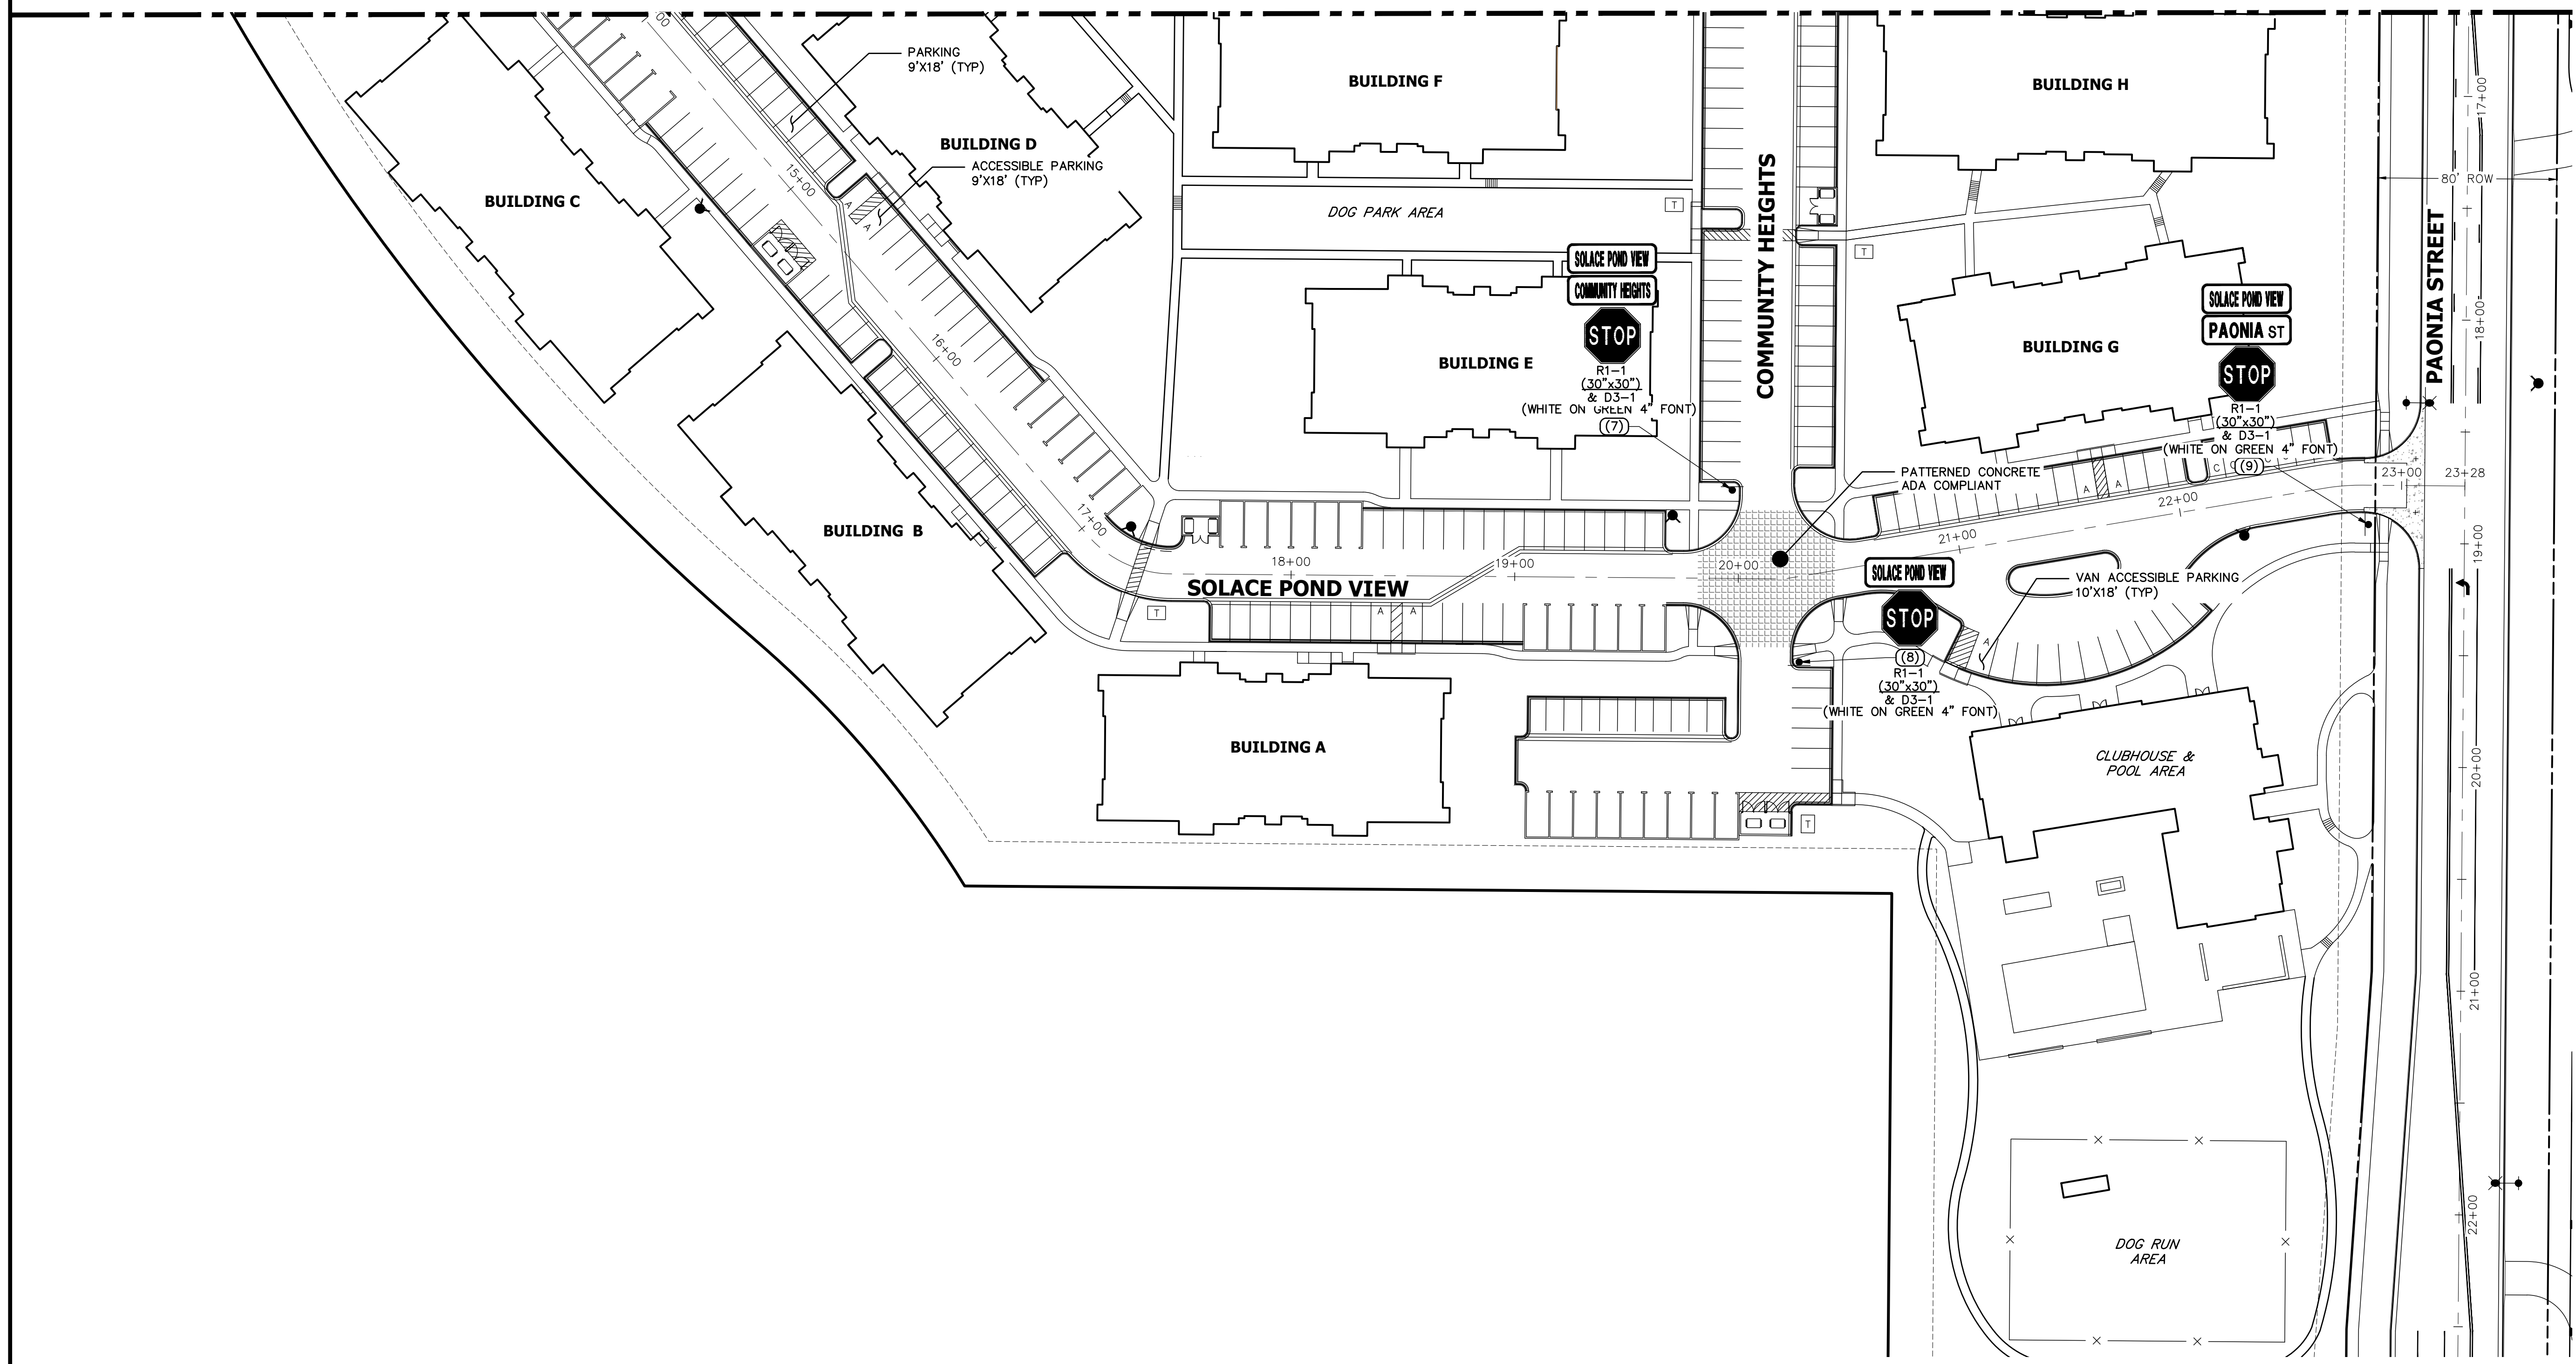 PARKING
9'X18' (TYP)
BUILDING F
BUILDING H
17+00
BUILDING D
ACCESSIBLE PARKING
9'X18' (TYP)
15+00
80' ROW
BUILDING C
A
A
DOG PARK AREA
T
COMMUNITY HEIGHTS
T
PAONIA STREET
SOLACE POND VIEW
COMMUNITY HEIGHTS
STOP
R1-1
(30"x30")
& D3-1
(WHITE ON GREEN 4" FONT)
(7)
BUILDING E
SOLACE POND VIEW
PAONIA ST
STOP
R1-1
(30"x30")
& D3-1
(WHITE ON GREEN 4" FONT)
(9)
BUILDING G
18+00
16+00
PATTERNED CONCRETE
ADA COMPLIANT
A
A
C
C
22+00
23+00
23+28
17+00
BUILDING B
21+00
19+00
18+00
19+00
20+00
SOLACE POND VIEW
T
A
A
SOLACE POND VIEW
STOP
(8)
R1-1
(30"x30")
& D3-1
(WHITE ON GREEN 4" FONT)
VAN ACCESSIBLE PARKING
10'X18' (TYP)
A
BUILDING A
CLUBHOUSE &
POOL AREA
20+00
T
21+00
22+00
DOG RUN
AREA